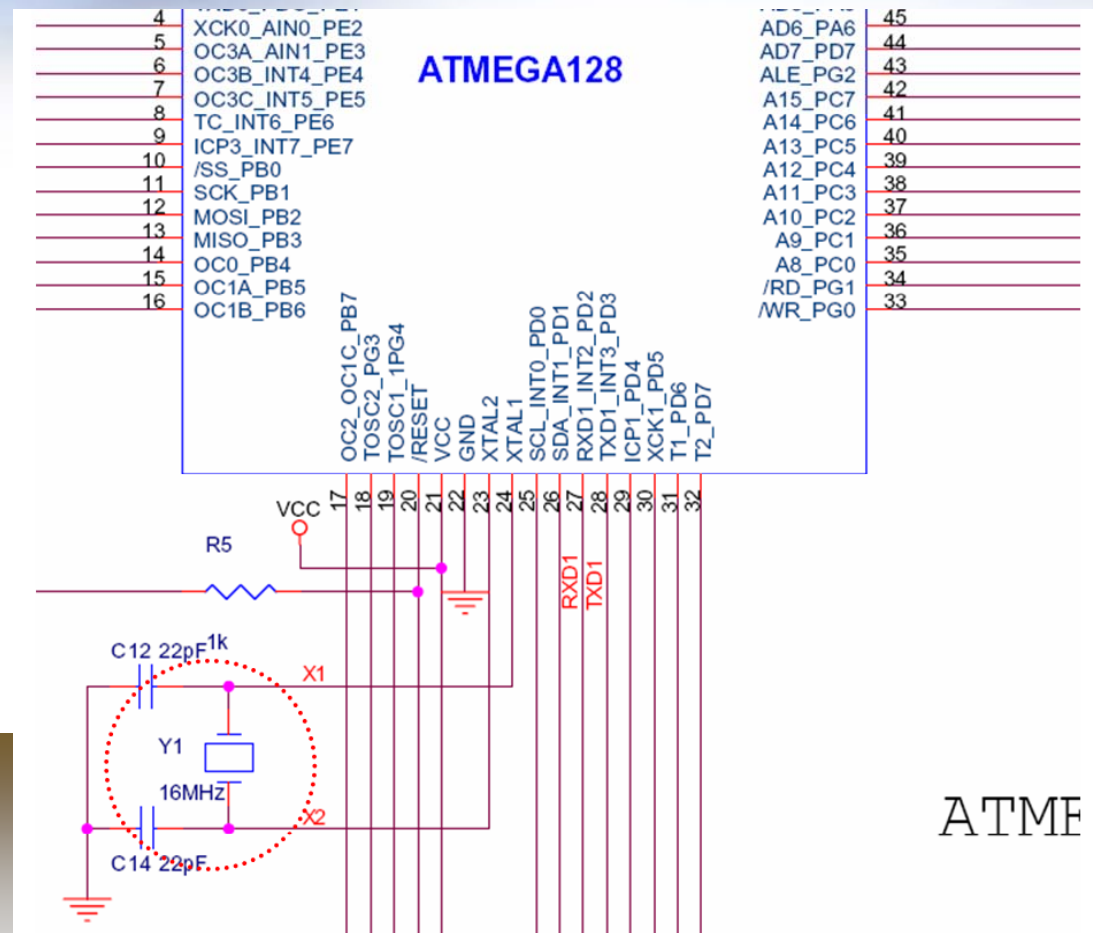 4 XCK0_AIN0_PE2
5 OC3A_AIN1_PE3
6 OC3B_INT4_PE4
7 OC3C_INT5_PE5
8 TC_INT6_PE6
9 ICP3_INT7_PE7
10 /SS_PB0
11 SCK_PB1
12 MOSI_PB2
13 MISO_PB3
14 OC0_PB4
15 OC1A_PB5
16 OC1B_PB6
ATMEGA128
AD6_PA6 45
AD7_PD7 44
ALE_PG2 43
A15_PC7 42
A14_PC6 41
A13_PC5 40
A12_PC4 39
A11_PC3 38
A10_PC2 37
A9_PC1 36
A8_PC0 35
/RD_PG1 34
/WR_PG0 33
OC2_OC1C_PB7 17
TOSC2_PG3 18
TOSC1_1PG4 19
/RESET 20
VCC 21
GND 22
XTAL2 23
XTAL1 24
SCL_INT0_PD0 25
SDA_INT1_PD1 26
RXD1_INT2_PD2 27
TXD1_INT3_PD3 28
ICP1_PD4 29
XCK1_PD5 30
T1_PD6 31
T2_PD7 32
VCC
R5
1k
RXD1
TXD1
C12 22pF
X1
Y1
16MHz
X2
C14 22pF
ATME